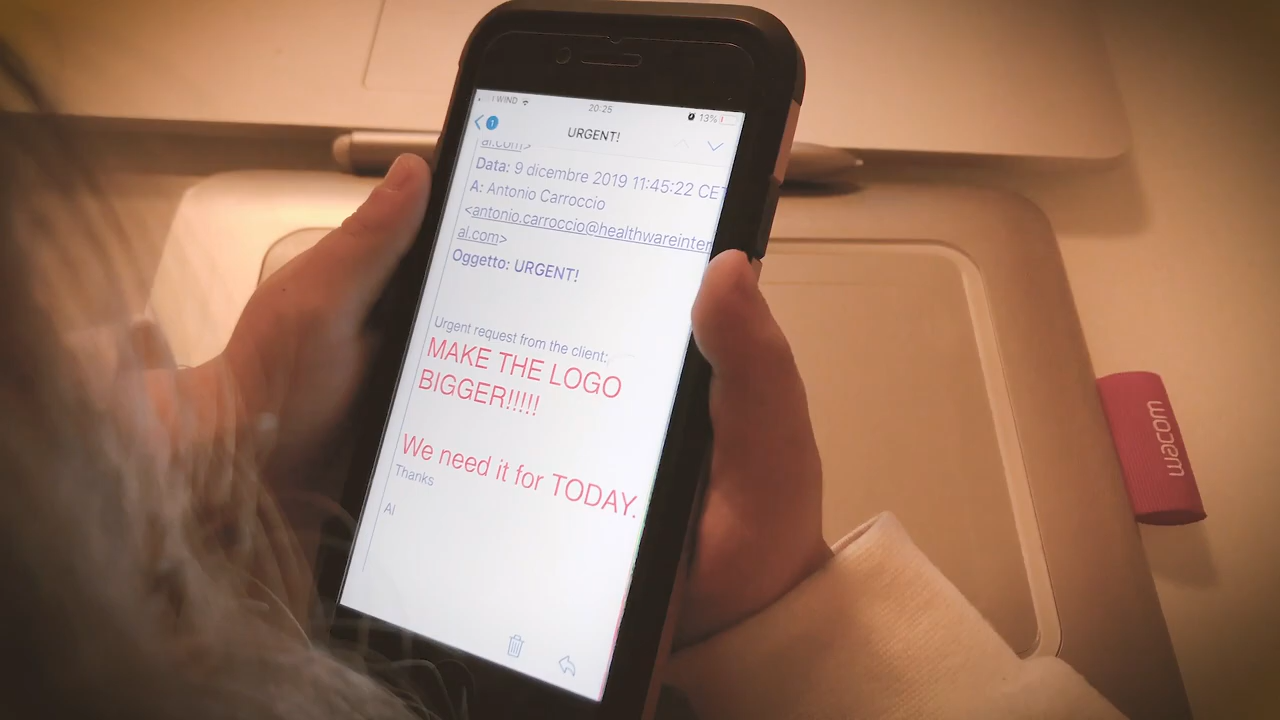 WIND
20:25
13%
1
URGENT!
al.com>
Data: 9 dicembre 2019 11:45:22 CET
A: Antonio Carroccio
<antonio.carroccio@healthwareinter
al.com>
Oggetto: URGENT!
Urgent request from the client:
MAKE THE LOGO
BIGGER!!!!!
We need it for TODAY.
Thanks
Al
wacom